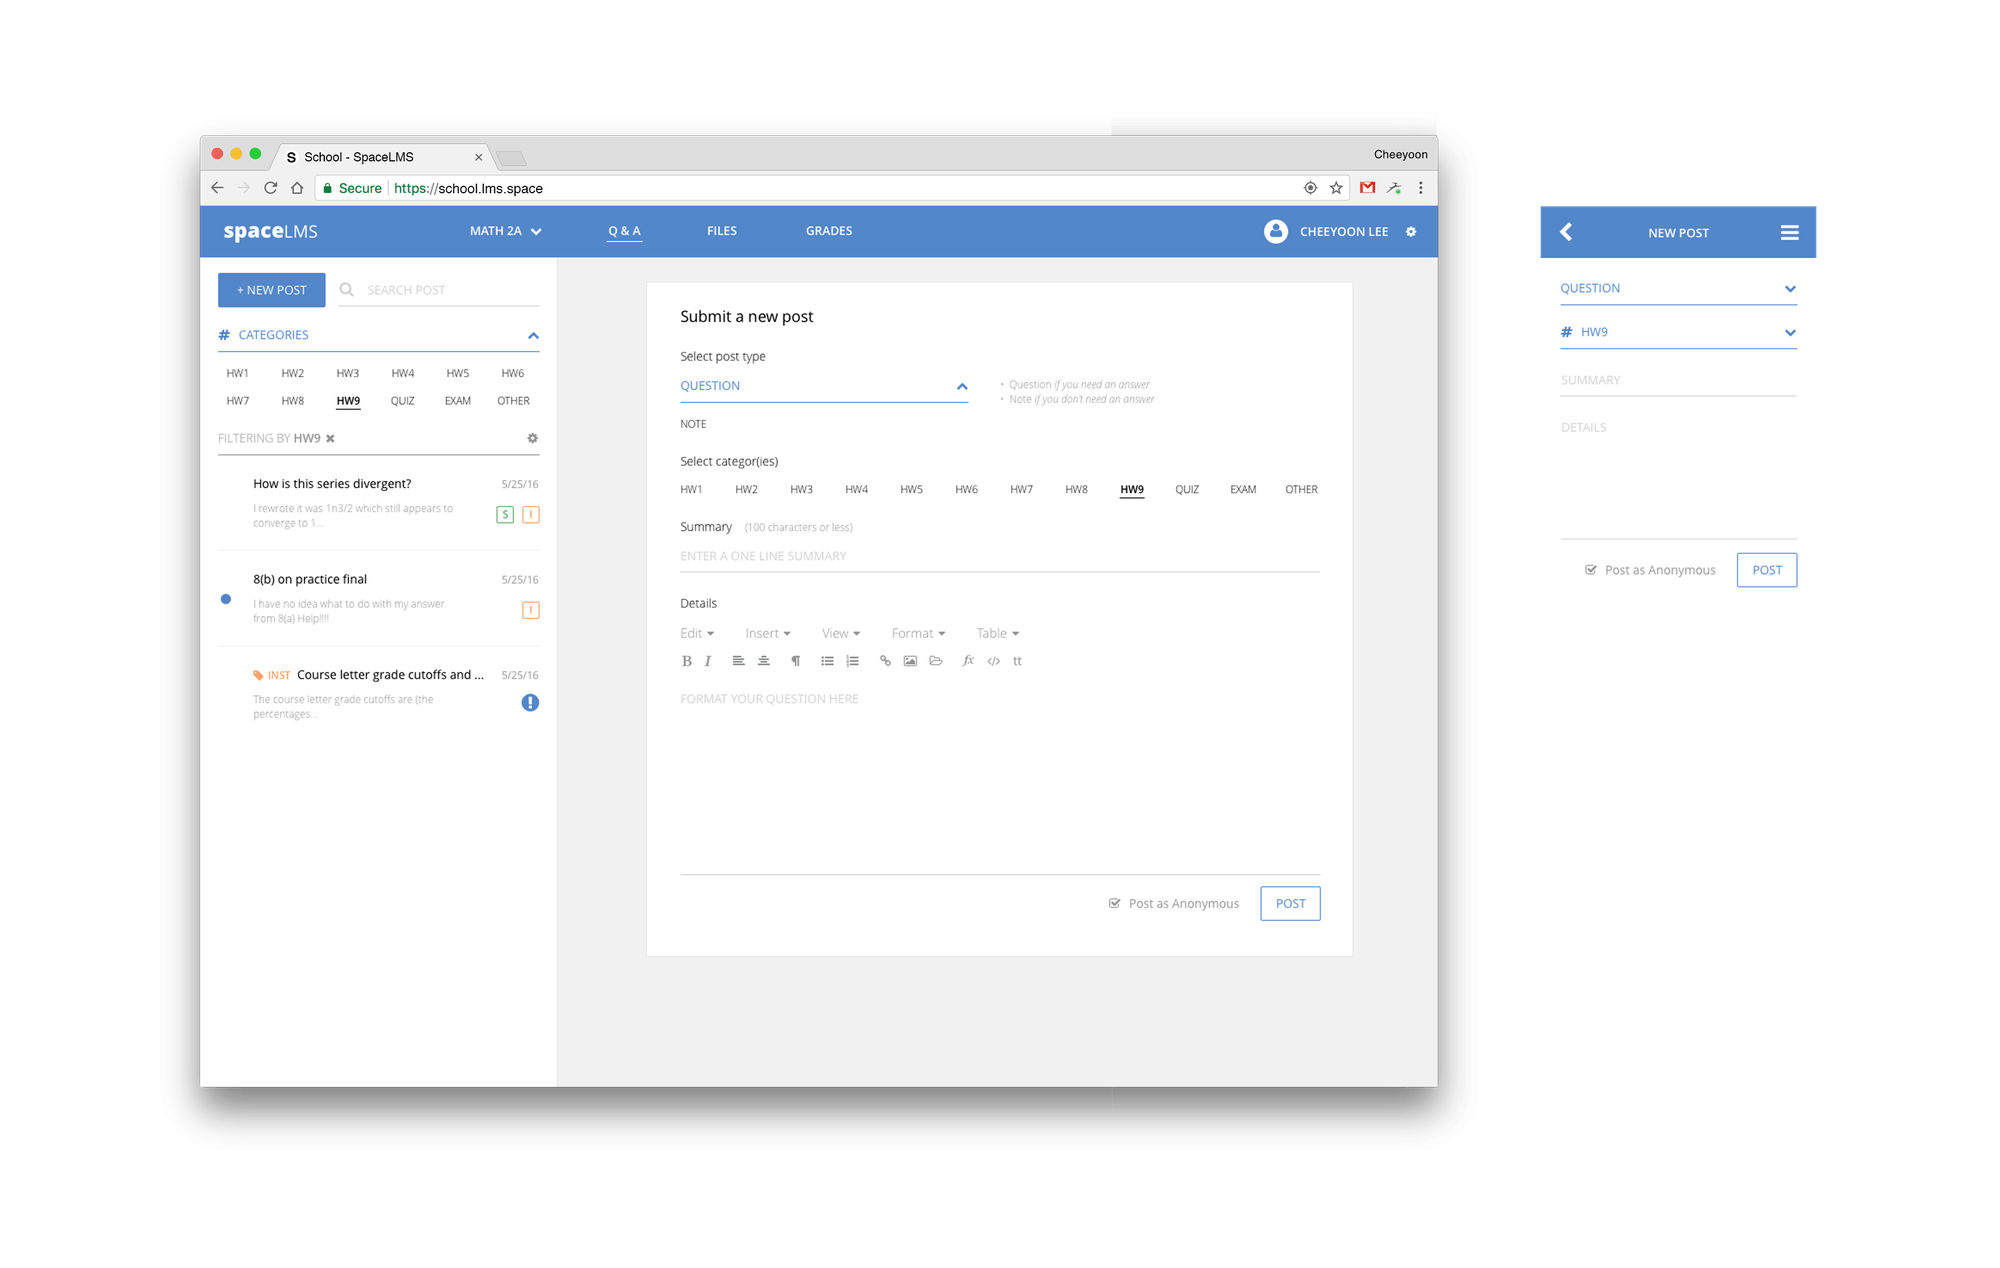 S School - SpaceLMS
Cheeyoon
Secure https://school.lms.space
spaceLMS MATH 2A Q & A FILES GRADES CHEEYOON LEE
+ NEW POST SEARCH POST
# CATEGORIES
HW1 HW2 HW3 HW4 HW5 HW6
HW7 HW8 HW9 QUIZ EXAM OTHER
FILTERING BY HW9
How is this series divergent? 5/25/16
I rewrote it was 1n3/2 which still appears to
converge to 1...
S I
8(b) on practice final 5/25/16
I have no idea what to do with my answer
from 8(a) Help!!!!
I
INST Course letter grade cutoffs and ... 5/25/16
The course letter grade cutoffs are (the
percentages...
Submit a new post
Select post type
QUESTION
• Question if you need an answer
• Note if you don't need an answer
NOTE
Select categor(ies)
HW1 HW2 HW3 HW4 HW5 HW6 HW7 HW8 HW9 QUIZ EXAM OTHER
Summary (100 characters or less)
ENTER A ONE LINE SUMMARY
Details
Edit Insert View Format Table
B I ¶ fx </> tt
FORMAT YOUR QUESTION HERE
Post as Anonymous POST
NEW POST
QUESTION
# HW9
SUMMARY
DETAILS
Post as Anonymous POST